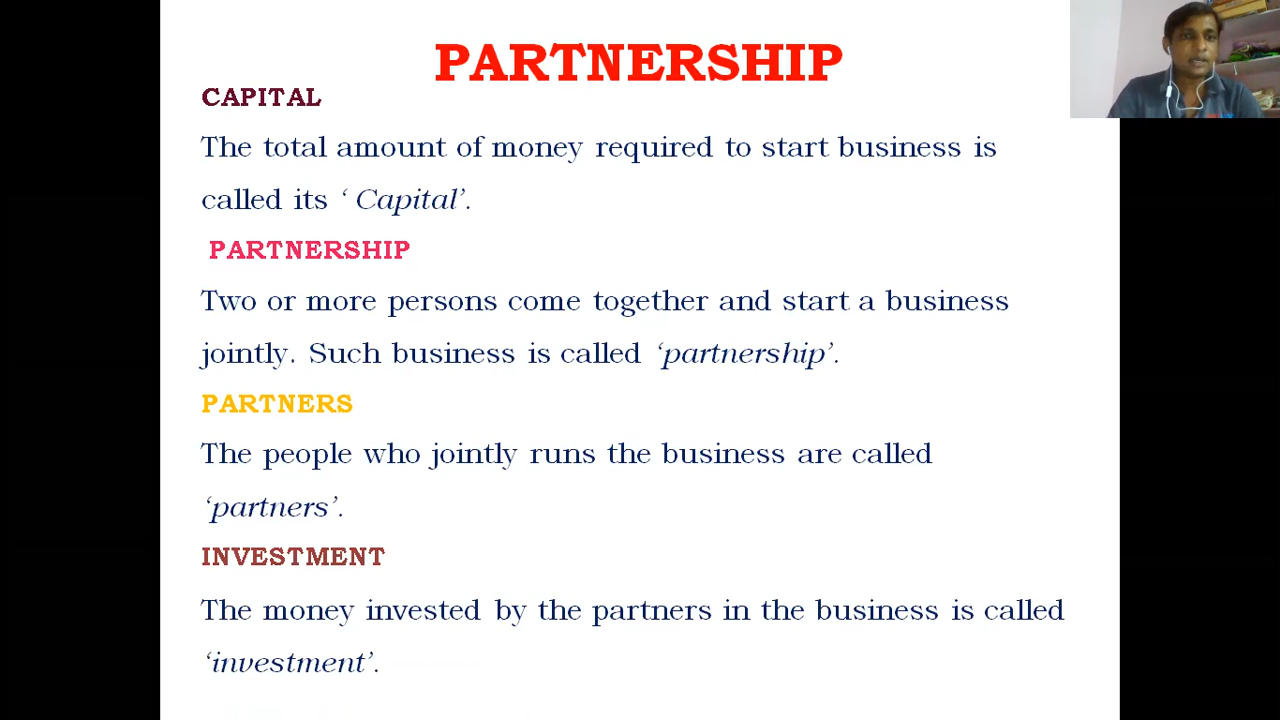 PARTNERSHIP
CAPITAL
The total amount of money required to start business is
called its ‘ Capital’.
PARTNERSHIP
Two or more persons come together and start a business
jointly. Such business is called ‘partnership’.
PARTNERS
The people who jointly runs the business are called
‘partners’.
INVESTMENT
The money invested by the partners in the business is called
‘investment’.